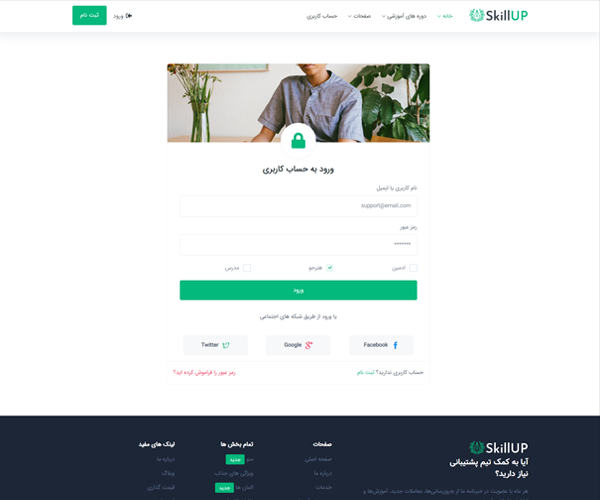 SkillUP
خانه
دوره های آموزشی
صفحات
حساب کاربری
ورود
ثبت نام
ورود به حساب کاربری
نام کاربری یا ایمیل
support@email.com
رمز عبور
*******
ادمین
هنرجو
مدرس
ورود
یا ورود از طریق شبکه های اجتماعی
Facebook
Google
Twitter
حساب کاربری ندارید؟ ثبت نام
رمز عبور را فراموش کرده اید؟
SkillUP
آیا به کمک تیم پشتیبانی
نیاز دارید؟
هر ماه با عضویت در خبرنامه ما از به‌روزرسانی‌ها، معاملات جدید، آموزش‌ها و
صفحات
صفحه اصلی
درباره ما
خدمات
تمام بخش ها
سئو جدید
ویژگی های جذاب
المان ها جدید
لینک های مفید
درباره ما
وبلاگ
قیمت گذاری